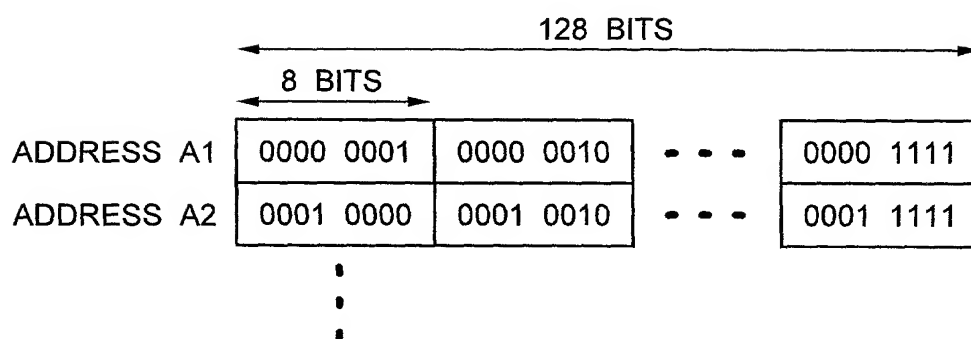 128 BITS
8 BITS
ADDRESS A1 0000 0001 0000 0010 0000 1111
ADDRESS A2 0001 0000 0001 0010 0001 1111